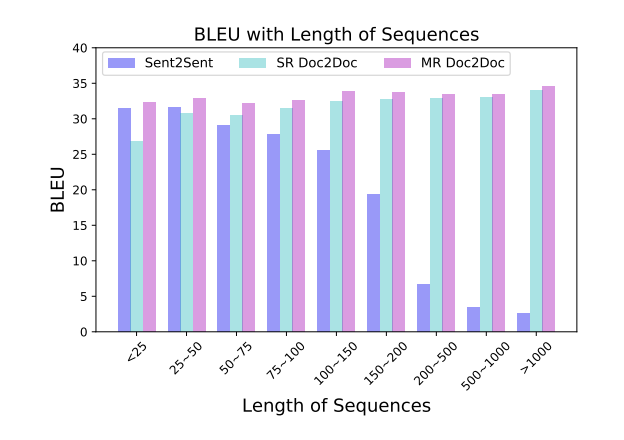 BLEU with Length of Sequences
Sent2Sent SR Doc2Doc MR Doc2Doc
40
35
30
25
20
15
10
5
0
BLEU
<25 25~50 50~75 75~100 100~150 150~200 200~500 500~1000 >1000
Length of Sequences